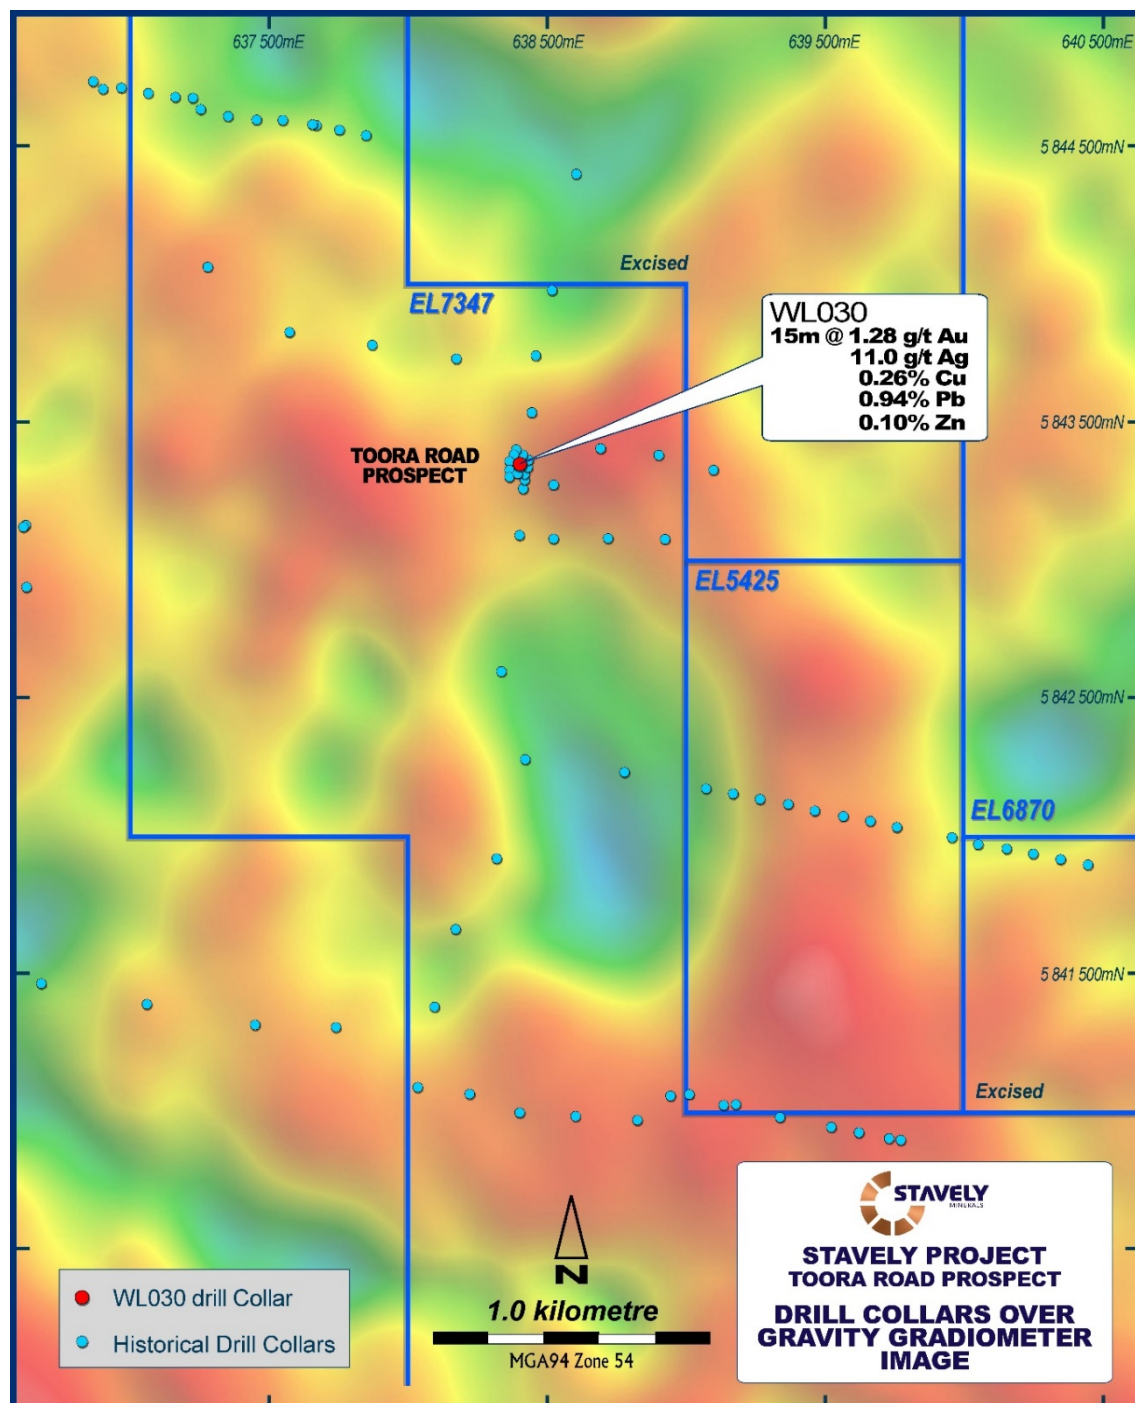 637 500mE
638 500mE
639 500mE
640 500mE
5 844 500mN
Excised
EL7347
WL030
15m @ 1.28 g/t Au
11.0 g/t Ag
0.26% Cu
0.94% Pb
0.10% Zn
5 843 500mN
TOORA ROAD
PROSPECT
EL5425
5 842 500mN
EL6870
5 841 500mN
Excised
STAVELY
MINERALS
STAVELY PROJECT
TOORA ROAD PROSPECT
DRILL COLLARS OVER
GRAVITY GRADIOMETER
IMAGE
N
1.0 kilometre
MGA94 Zone 54
WL030 drill Collar
Historical Drill Collars